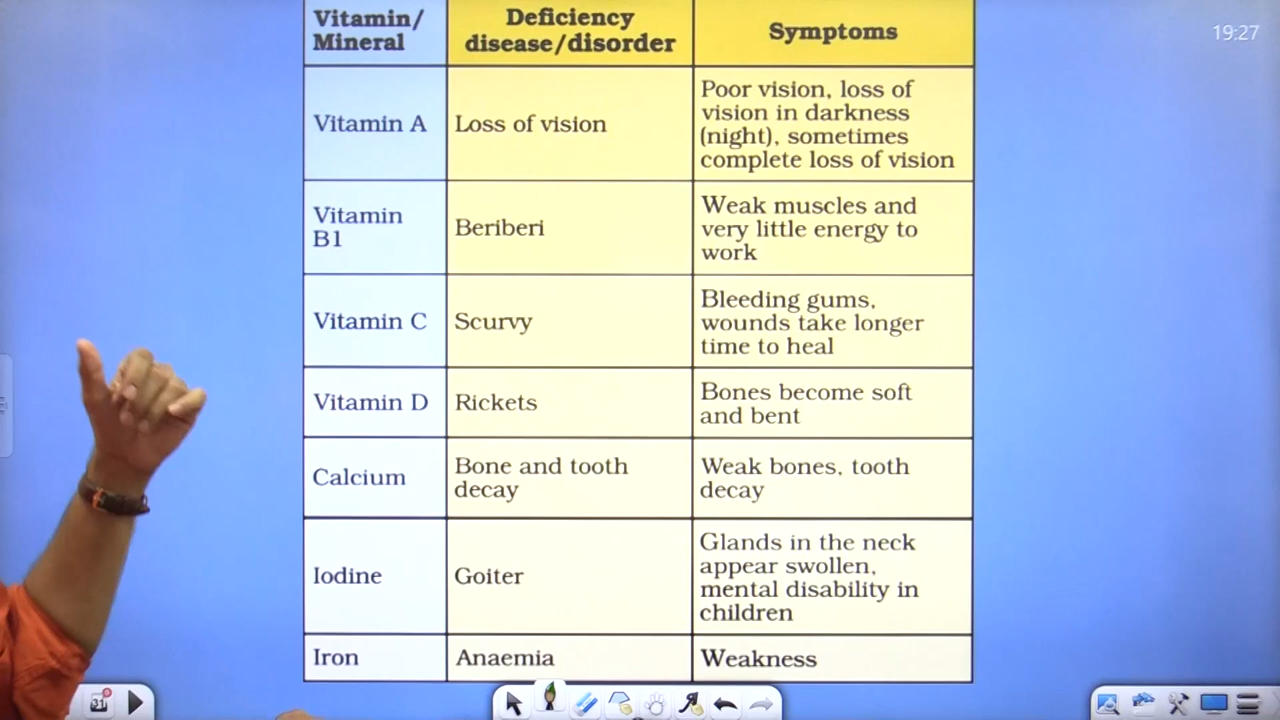 Vitamin/
Mineral
Deficiency
disease/disorder
Symptoms
19:27
Vitamin A
Loss of vision
Poor vision, loss of
vision in darkness
(night), sometimes
complete loss of vision
Vitamin
B1
Beriberi
Weak muscles and
very little energy to
work
Vitamin C
Scurvy
Bleeding gums,
wounds take longer
time to heal
Vitamin D
Rickets
Bones become soft
and bent
Calcium
Bone and tooth
decay
Weak bones, tooth
decay
Iodine
Goiter
Glands in the neck
appear swollen,
mental disability in
children
Iron
Anaemia
Weakness
31